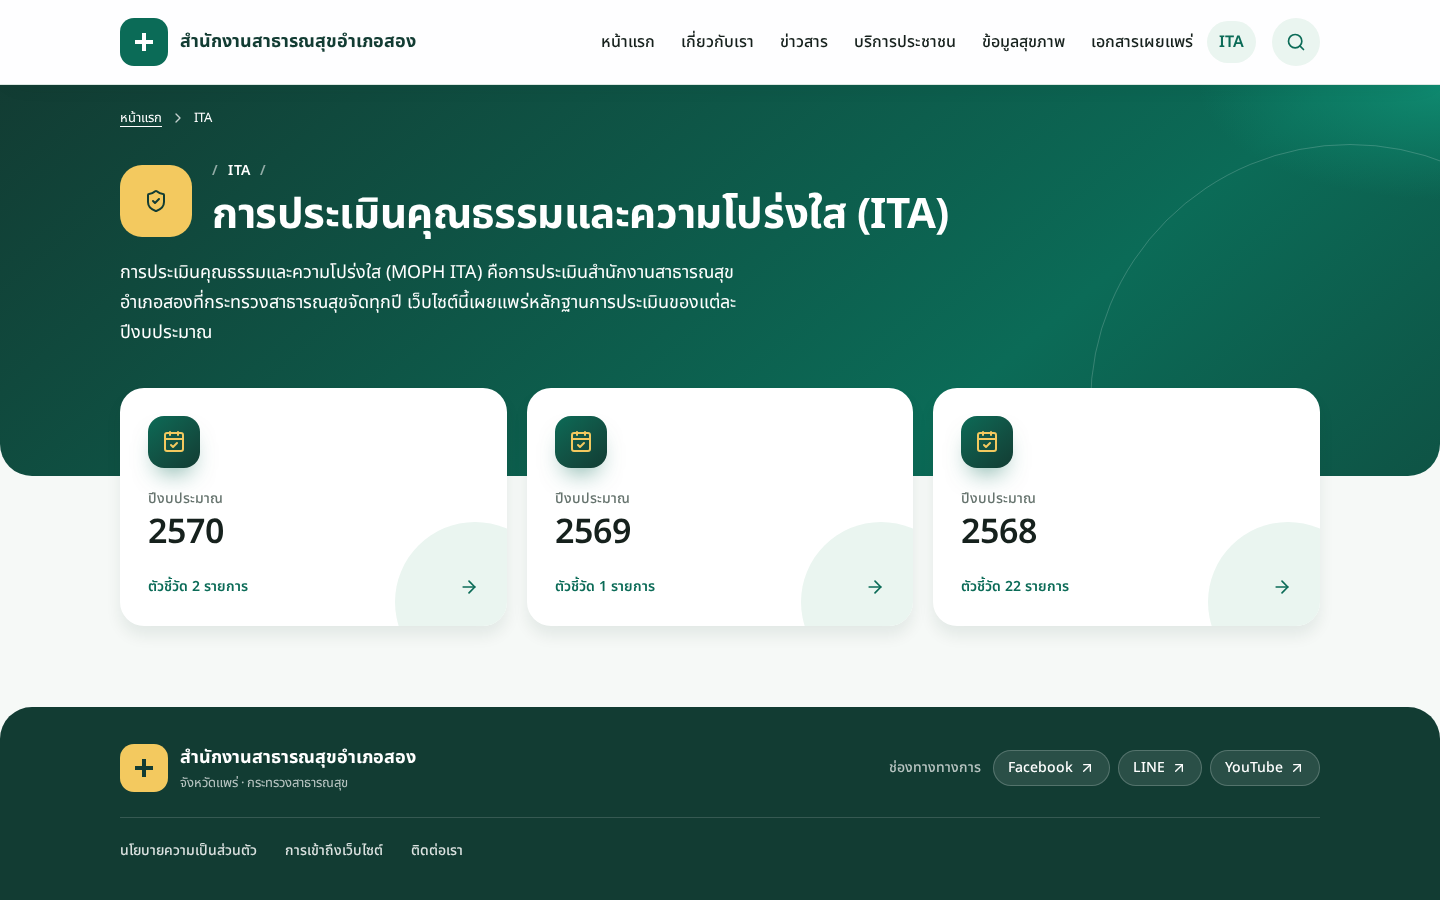 สำนักงานสาธารณสุขอำเภอสอง
หน้าแรก เกี่ยวกับเรา ข่าวสาร บริการประชาชน ข้อมูลสุขภาพ เอกสารเผยแพร่ ITA
หน้าแรก ITA
/ ITA /
การประเมินคุณธรรมและความโปร่งใส (ITA)
การประเมินคุณธรรมและความโปร่งใส (MOPH ITA) คือการประเมินสำนักงานสาธารณสุข
อำเภอสองที่กระทรวงสาธารณสุขจัดทุกปี เว็บไซต์นี้เผยแพร่หลักฐานการประเมินของแต่ละ
ปีงบประมาณ
ปีงบประมาณ
2570
ตัวชี้วัด 2 รายการ
ปีงบประมาณ
2569
ตัวชี้วัด 1 รายการ
ปีงบประมาณ
2568
ตัวชี้วัด 22 รายการ
สำนักงานสาธารณสุขอำเภอสอง
จังหวัดแพร่ · กระทรวงสาธารณสุข
ช่องทางทางการ Facebook LINE YouTube
นโยบายความเป็นส่วนตัว การเข้าถึงเว็บไซต์ ติดต่อเรา